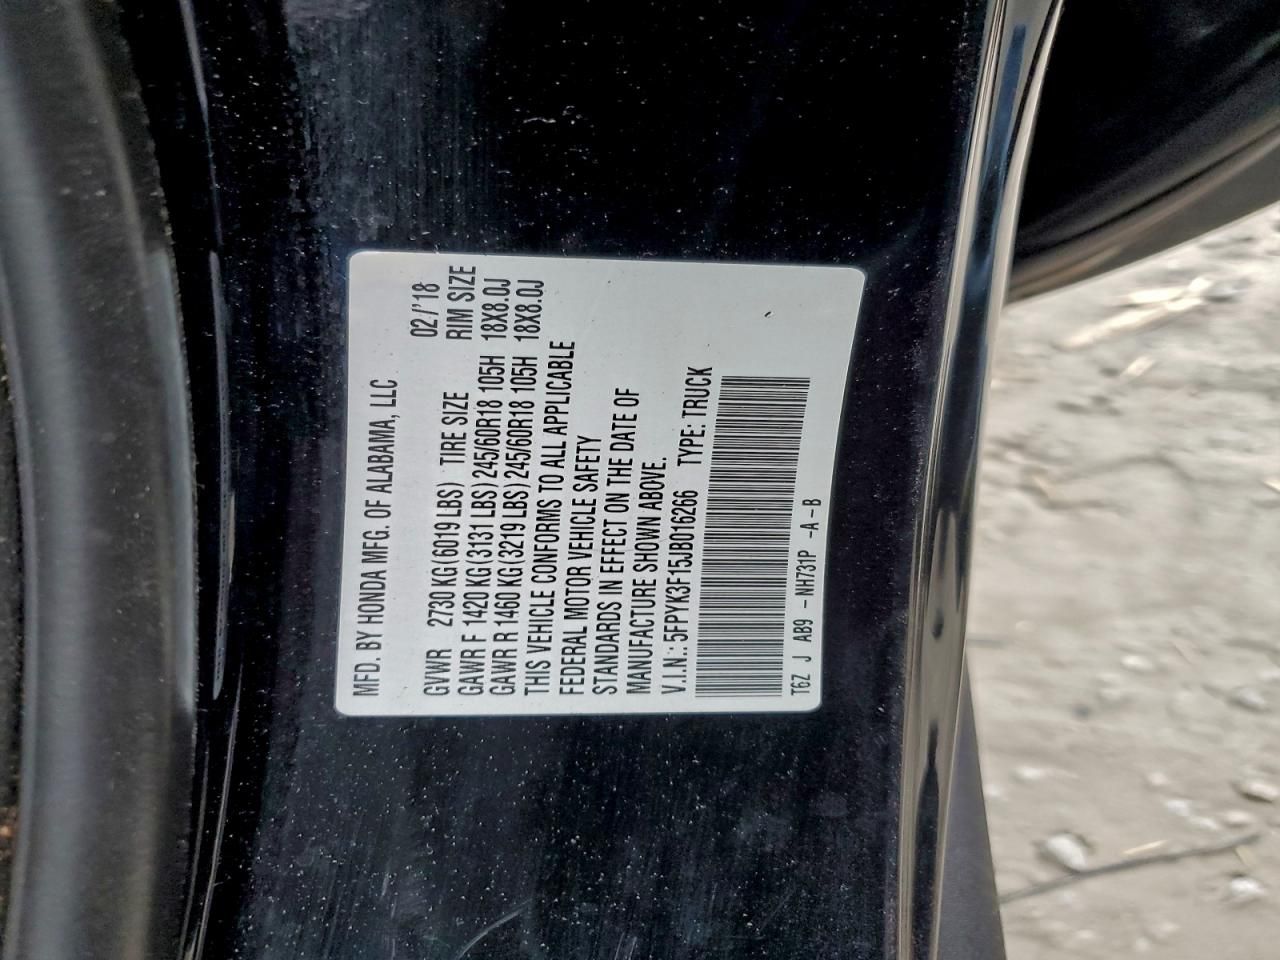 MFD. BY HONDA MFG. OF ALABAMA, LLC
02/'18
GVWR 2730 KG(6019 LBS) TIRE SIZE RIM SIZE
GAWR F 1420 KG(3131 LBS) 245/60R18 105H 18X8.0J
GAWR R 1460 KG(3219 LBS) 245/60R18 105H 18X8.0J
THIS VEHICLE CONFORMS TO ALL APPLICABLE
FEDERAL MOTOR VEHICLE SAFETY
STANDARDS IN EFFECT ON THE DATE OF
MANUFACTURE SHOWN ABOVE.
V.I.N.: 5FPYK3F15JB016266 TYPE: TRUCK
T6Z J AB9 - NH731P -A-B